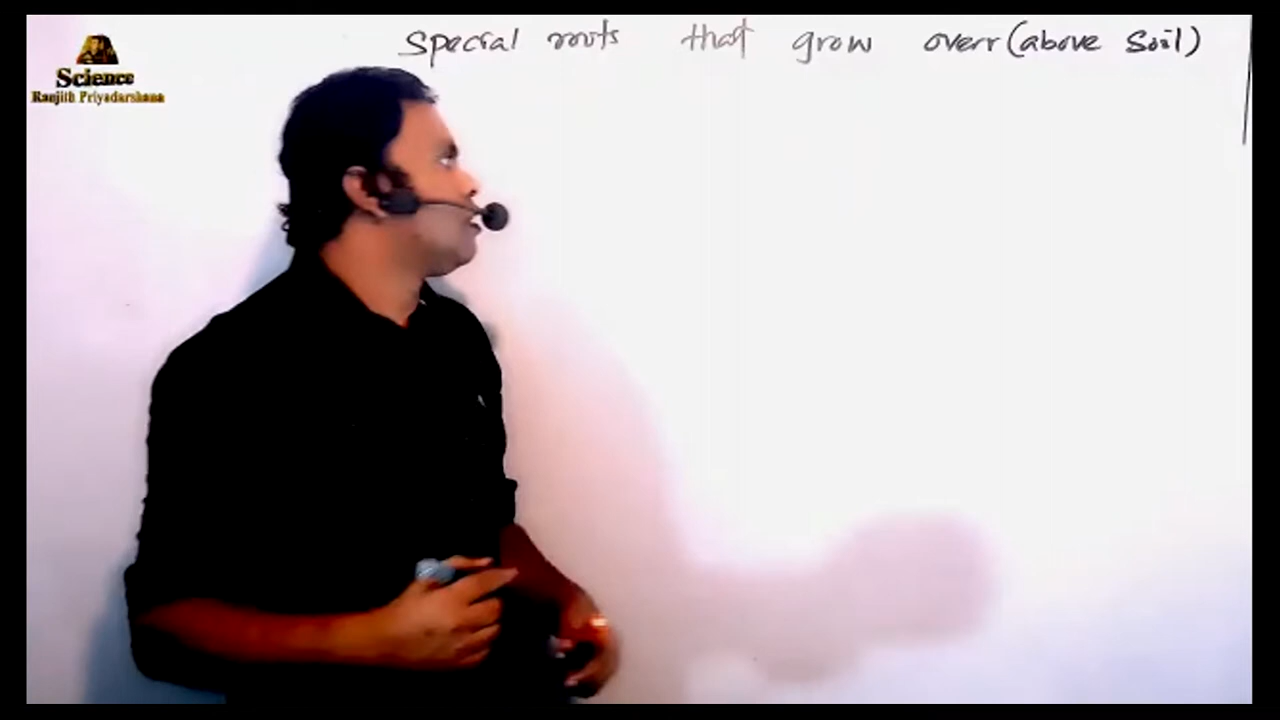 Special roots that grow overr (above Soil)
Science
Ranjith Priyadarshana